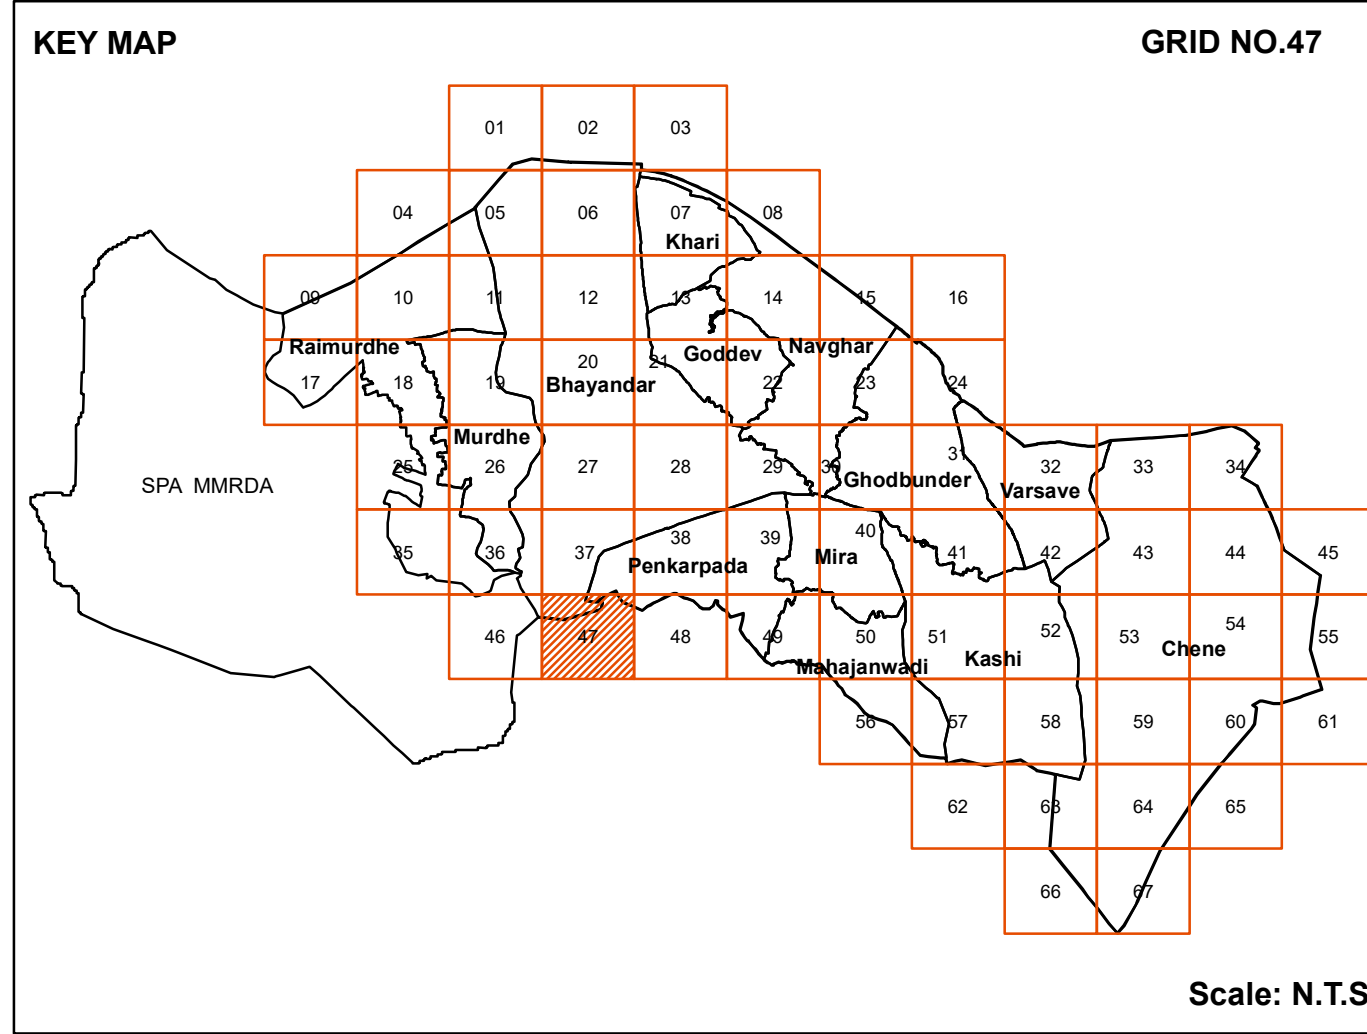 KEY MAP
GRID NO.47
01 02 03
04 05 06 07 08
Khari
09 10 11 12 13 14 15 16
Raimurdhe
Goddev
Navghar
17 18 19 20 21 22 23 24
Bhayandar
Murdhe
25 26 27 28 29 30 31 32 33 34
SPA MMRDA
Ghodbunder
Varsave
35 36 37 38 39 40 41 42 43 44 45
Penkarpada
Mira
46 47 48 49 50 51 52 53 54 55
Mahajanwadi
Kashi
Chene
56 57 58 59 60 61
62 63 64 65
66 67
Scale: N.T.S